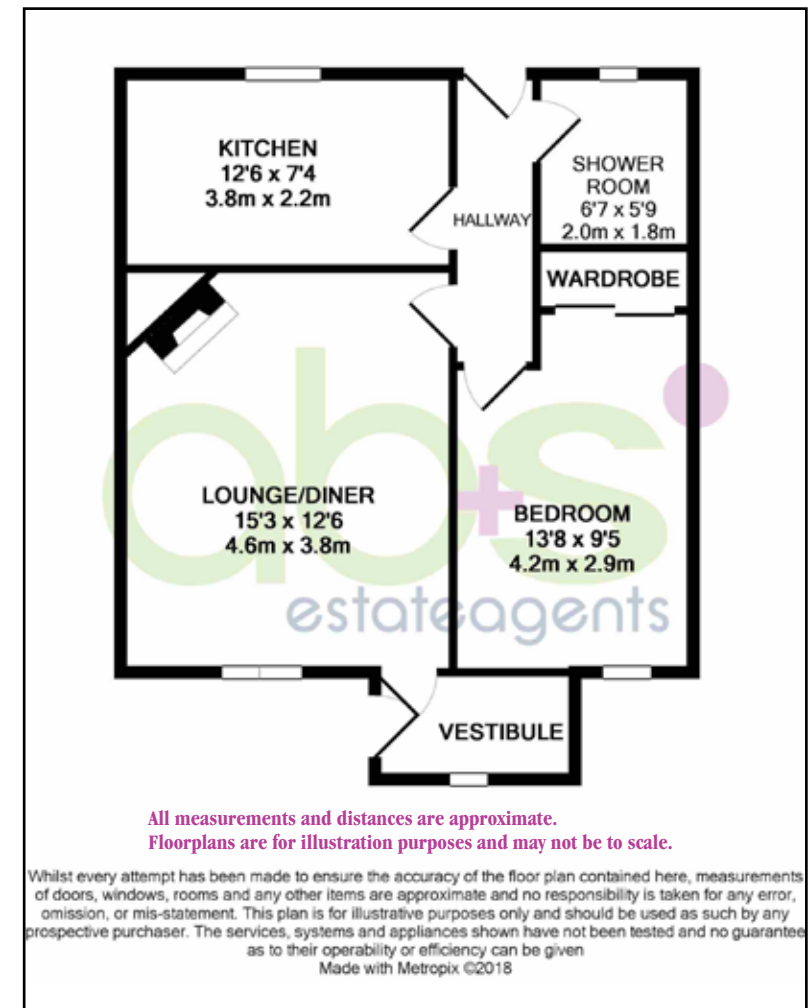 KITCHEN
12'6 x 7'4
3.8m x 2.2m
HALLWAY
SHOWER
ROOM
6'7 x 5'9
2.0m x 1.8m
WARDROBE
LOUNGE/DINER
15'3 x 12'6
4.6m x 3.8m
BEDROOM
13'8 x 9'5
4.2m x 2.9m
abs+
estateagents
VESTIBULE
All measurements and distances are approximate.
Floorplans are for illustration purposes and may not be to scale.
Whilst every attempt has been made to ensure the accuracy of the floor plan contained here, measurements
of doors, windows, rooms and any other items are approximate and no responsibility is taken for any error,
omission, or mis-statement. This plan is for illustrative purposes only and should be used as such by any
prospective purchaser. The services, systems and appliances shown have not been tested and no guarantee
as to their operability or efficiency can be given
Made with Metropix ©2018